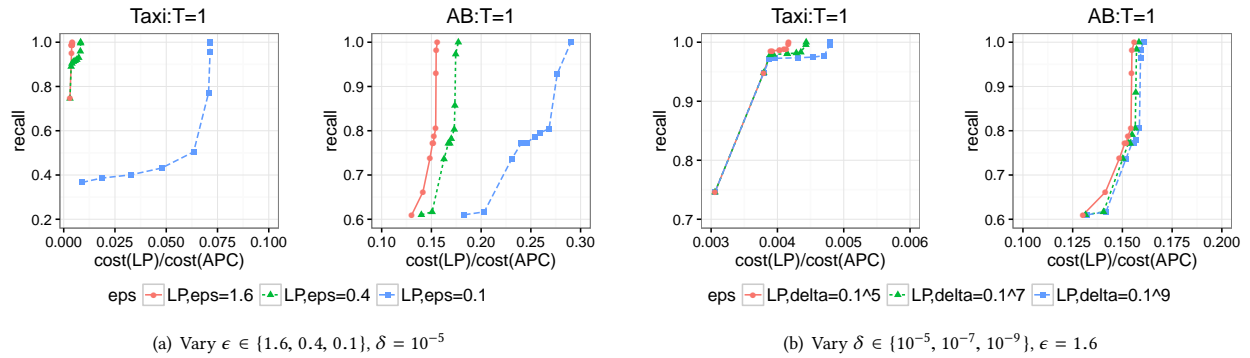 Taxi:T=1
recall
1.0
0.8
0.6
0.4
0.2
0.000 0.025 0.050 0.075 0.100
cost(LP)/cost(APC)
AB:T=1
recall
1.0
0.9
0.8
0.7
0.6
0.10 0.15 0.20 0.25 0.30
cost(LP)/cost(APC)
eps LP,eps=1.6 LP,eps=0.4 LP,eps=0.1
(a) Vary ϵ ∈ {1.6, 0.4, 0.1}, δ = 10⁻⁵
Taxi:T=1
recall
1.0
0.9
0.8
0.7
0.003 0.004 0.005 0.006
cost(LP)/cost(APC)
AB:T=1
recall
1.0
0.9
0.8
0.7
0.6
0.100 0.125 0.150 0.175 0.200
cost(LP)/cost(APC)
eps LP,delta=0.1^5 LP,delta=0.1^7 LP,delta=0.1^9
(b) Vary δ ∈ {10⁻⁵, 10⁻⁷, 10⁻⁹}, ϵ = 1.6